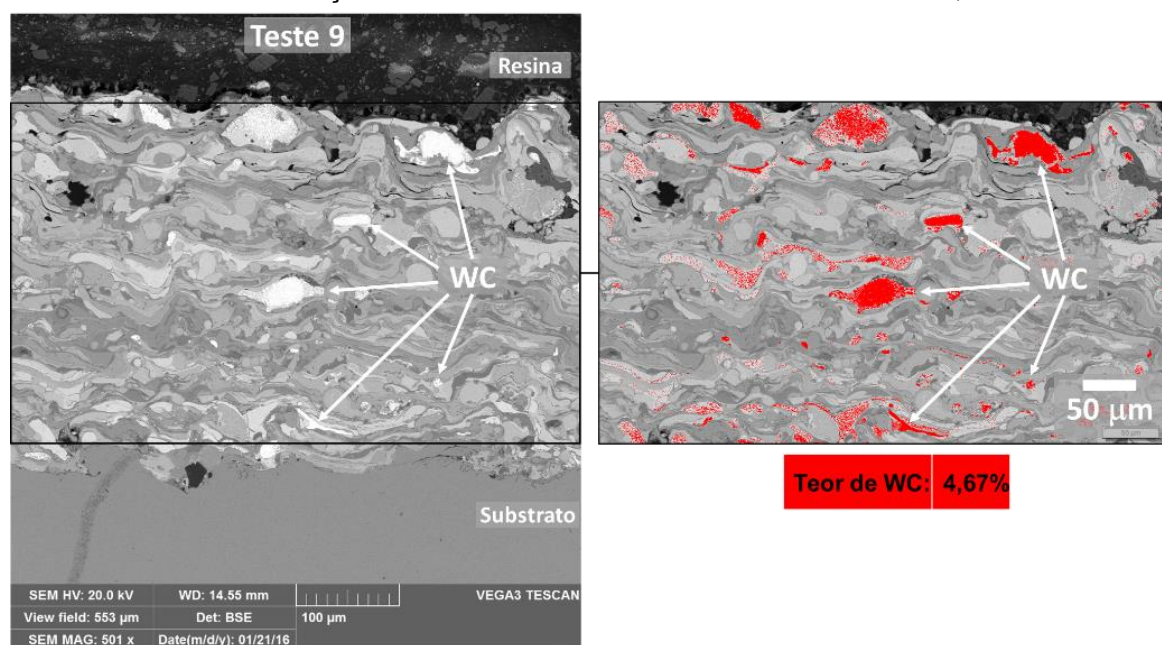 Teste 9
Resina
WC
Substrato
SEM HV: 20.0 kV WD: 14.55 mm VEGA3 TESCAN
View field: 553 µm Det: BSE 100 µm
SEM MAG: 501 x Date(m/d/y): 01/21/16
WC
50 µm
50 µm
Teor de WC: 4,67%